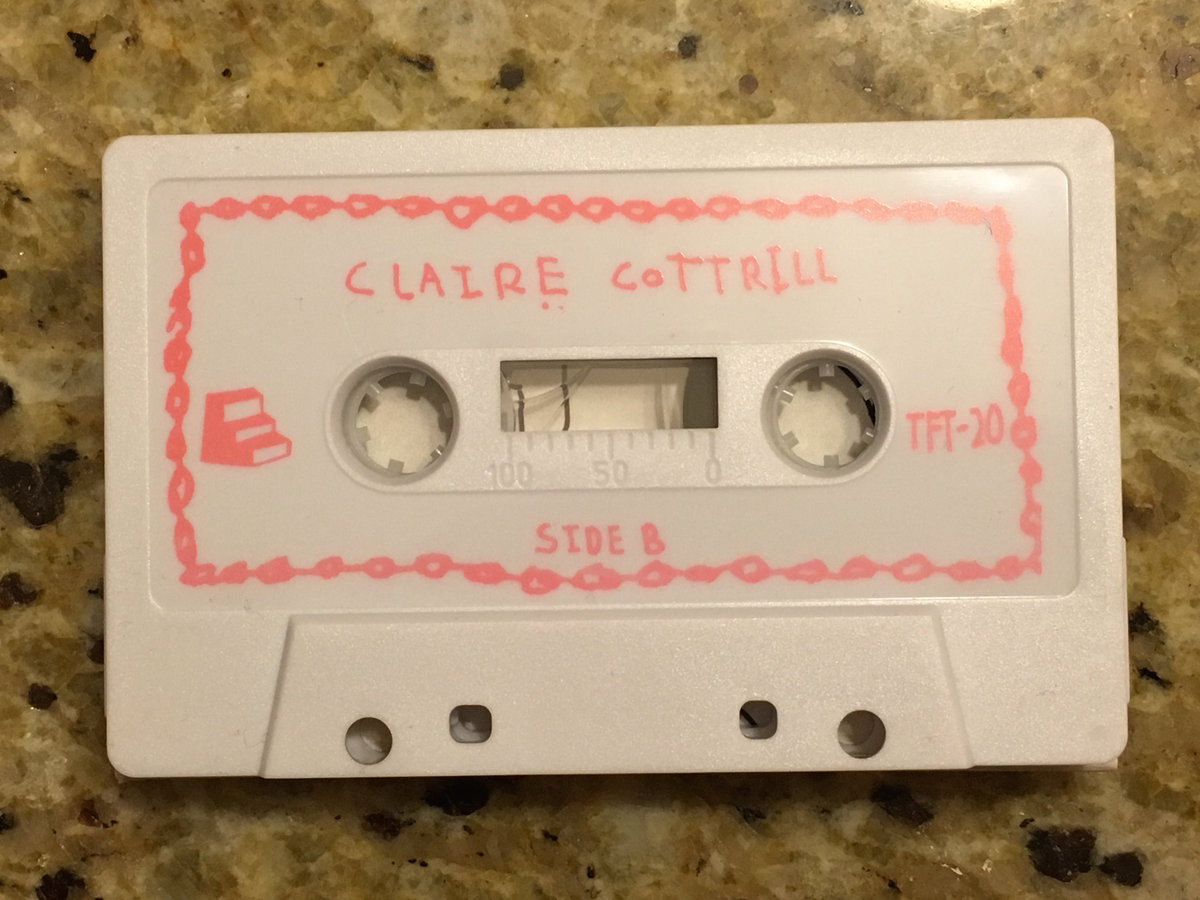 CLAIRE COTTRILL
TFT-20
100 50 0
SIDE B